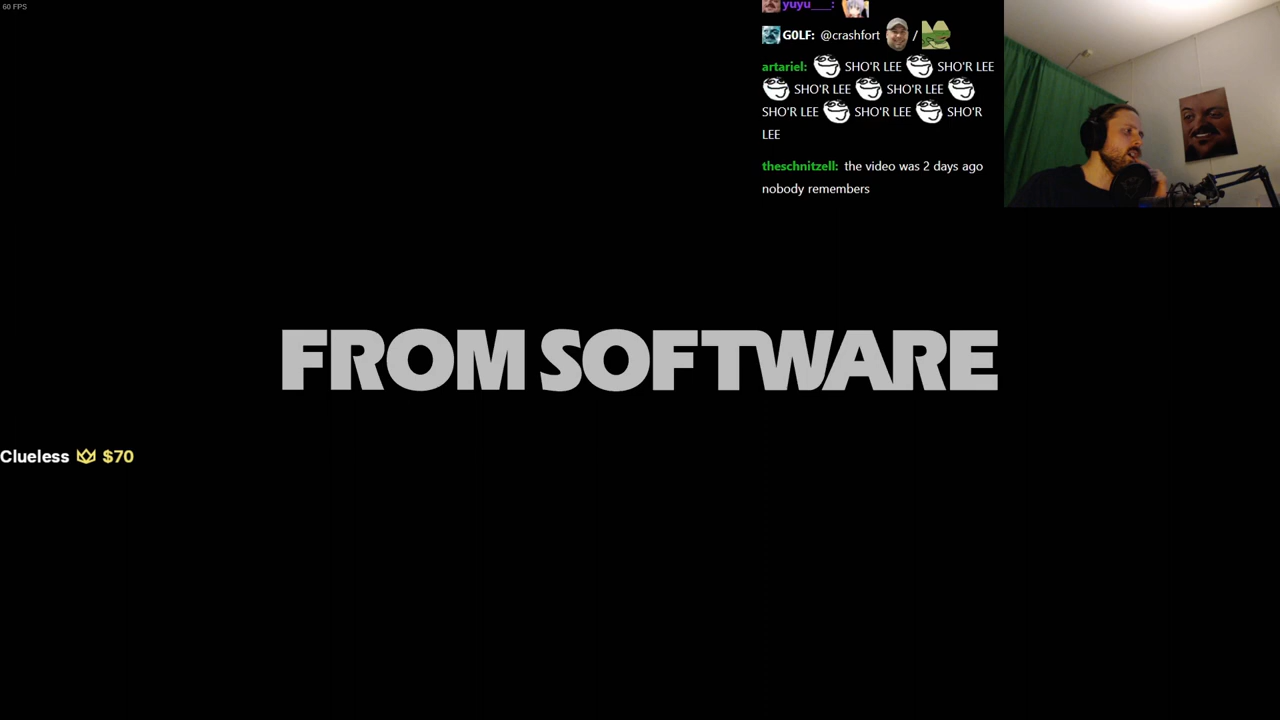 60 FPS
yuyu___:
G0LF: @crashfort /
artariel: SHO'R LEE SHO'R LEE
SHO'R LEE SHO'R LEE
SHO'R LEE SHO'R LEE SHO'R
LEE
theschnitzell: the video was 2 days ago
nobody remembers
FROM SOFTWARE
Clueless $70